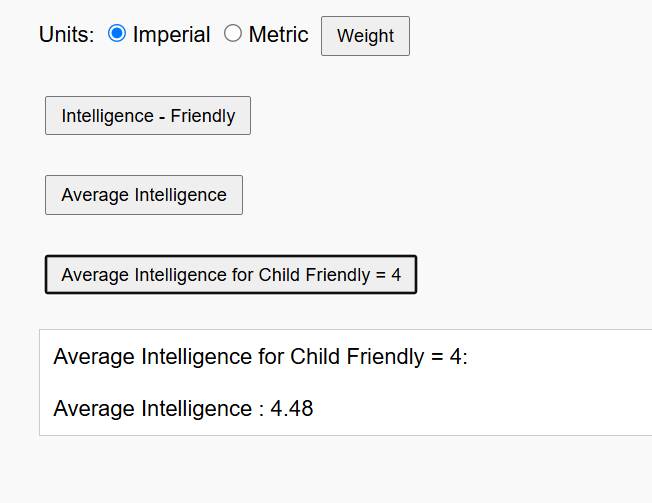 Units: Imperial Metric Weight
Intelligence - Friendly
Average Intelligence
Average Intelligence for Child Friendly = 4
Average Intelligence for Child Friendly = 4:
Average Intelligence : 4.48